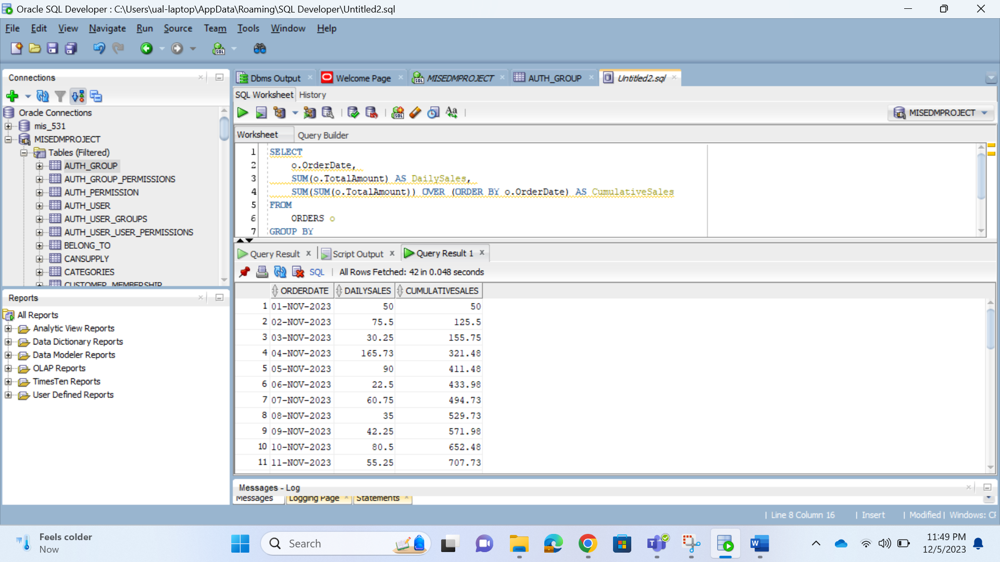 Oracle SQL Developer : C:\Users\ual-laptop\AppData\Roaming\SQL Developer\Untitled2.sql
File Edit View Navigate Run Source Team Tools Window Help
Connections
Oracle Connections
mis_531
MISEDMPROJECT
Tables (Filtered)
AUTH_GROUP
AUTH_GROUP_PERMISSIONS
AUTH_PERMISSION
AUTH_USER
AUTH_USER_GROUPS
AUTH_USER_USER_PERMISSIONS
BELONG_TO
CANSUPPLY
CATEGORIES
CUSTOMER_MEMBERSHIP
Reports
All Reports
Analytic View Reports
Data Dictionary Reports
Data Modeler Reports
OLAP Reports
TimesTen Reports
User Defined Reports
Dbms Output Welcome Page MISEDMPROJECT AUTH_GROUP Untitled2.sql
SQL Worksheet History
MISEDMPROJECT
Worksheet Query Builder
1 SELECT
2 o.OrderDate,
3 SUM(o.TotalAmount) AS DailySales,
4 SUM(SUM(o.TotalAmount)) OVER (ORDER BY o.OrderDate) AS CumulativeSales
5 FROM
6 ORDERS o
7 GROUP BY
Query Result Script Output Query Result 1
SQL All Rows Fetched: 42 in 0.048 seconds
ORDERDATE DAILYSALES CUMULATIVESALES
1 01-NOV-2023 50 50
2 02-NOV-2023 75.5 125.5
3 03-NOV-2023 30.25 155.75
4 04-NOV-2023 165.73 321.48
5 05-NOV-2023 90 411.48
6 06-NOV-2023 22.5 433.98
7 07-NOV-2023 60.75 494.73
8 08-NOV-2023 35 529.73
9 09-NOV-2023 42.25 571.98
10 10-NOV-2023 80.5 652.48
11 11-NOV-2023 55.25 707.73
Messages - Log
Messages Logging Page Statements
Line 8 Column 16 Insert Modified Windows: CF
Feels colder
Now
Search
11:49 PM
12/5/2023